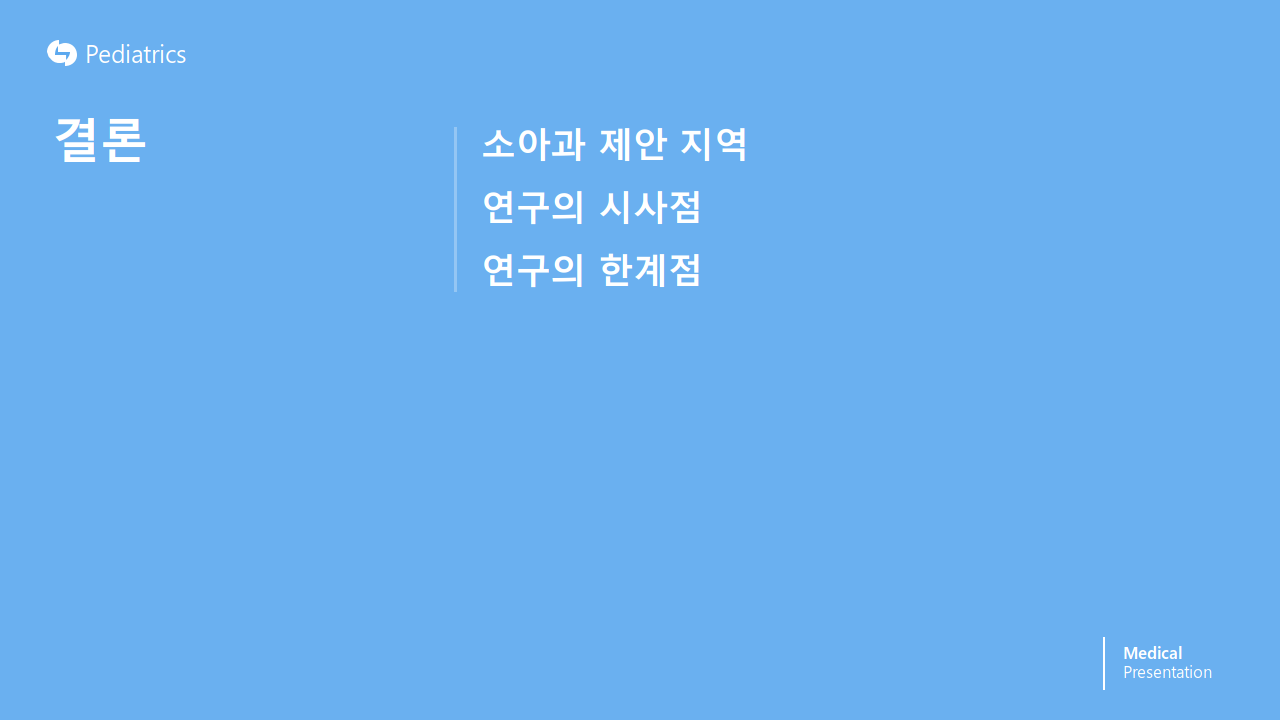 Pediatrics
결론
소아과 제안 지역
연구의 시사점
연구의 한계점
Medical
Presentation